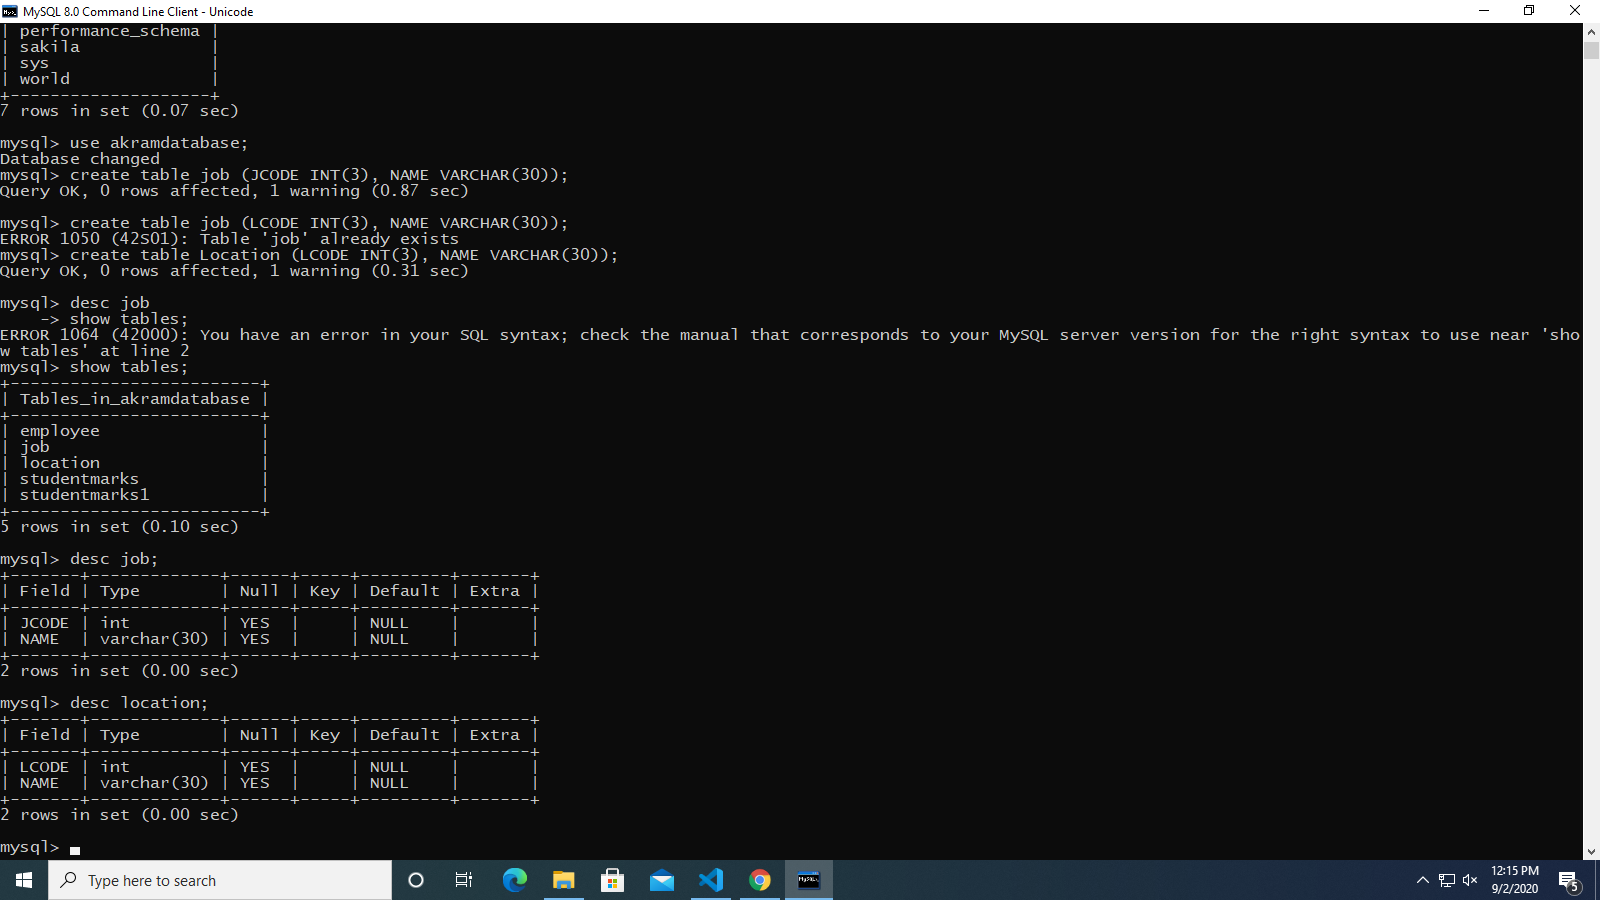 MySQL 8.0 Command Line Client - Unicode
| performance_schema |
| sakila             |
| sys                |
| world              |
+--------------------+
7 rows in set (0.07 sec)
mysql> use akramdatabase;
Database changed
mysql> create table job (JCODE INT(3), NAME VARCHAR(30));
Query OK, 0 rows affected, 1 warning (0.87 sec)
mysql> create table job (LCODE INT(3), NAME VARCHAR(30));
ERROR 1050 (42S01): Table 'job' already exists
mysql> create table Location (LCODE INT(3), NAME VARCHAR(30));
Query OK, 0 rows affected, 1 warning (0.31 sec)
mysql> desc job
    -> show tables;
ERROR 1064 (42000): You have an error in your SQL syntax; check the manual that corresponds to your MySQL server version for the right syntax to use near 'sho
w tables' at line 2
mysql> show tables;
+-------------------------+
| Tables_in_akramdatabase |
+-------------------------+
| employee                |
| job                     |
| location                |
| studentmarks            |
| studentmarks1           |
+-------------------------+
5 rows in set (0.10 sec)
mysql> desc job;
+-------+-------------+------+-----+---------+-------+
| Field | Type        | Null | Key | Default | Extra |
+-------+-------------+------+-----+---------+-------+
| JCODE | int         | YES  |     | NULL    |       |
| NAME  | varchar(30) | YES  |     | NULL    |       |
+-------+-------------+------+-----+---------+-------+
2 rows in set (0.00 sec)
mysql> desc location;
+-------+-------------+------+-----+---------+-------+
| Field | Type        | Null | Key | Default | Extra |
+-------+-------------+------+-----+---------+-------+
| LCODE | int         | YES  |     | NULL    |       |
| NAME  | varchar(30) | YES  |     | NULL    |       |
+-------+-------------+------+-----+---------+-------+
2 rows in set (0.00 sec)
mysql>
Type here to search
12:15 PM
9/2/2020
5